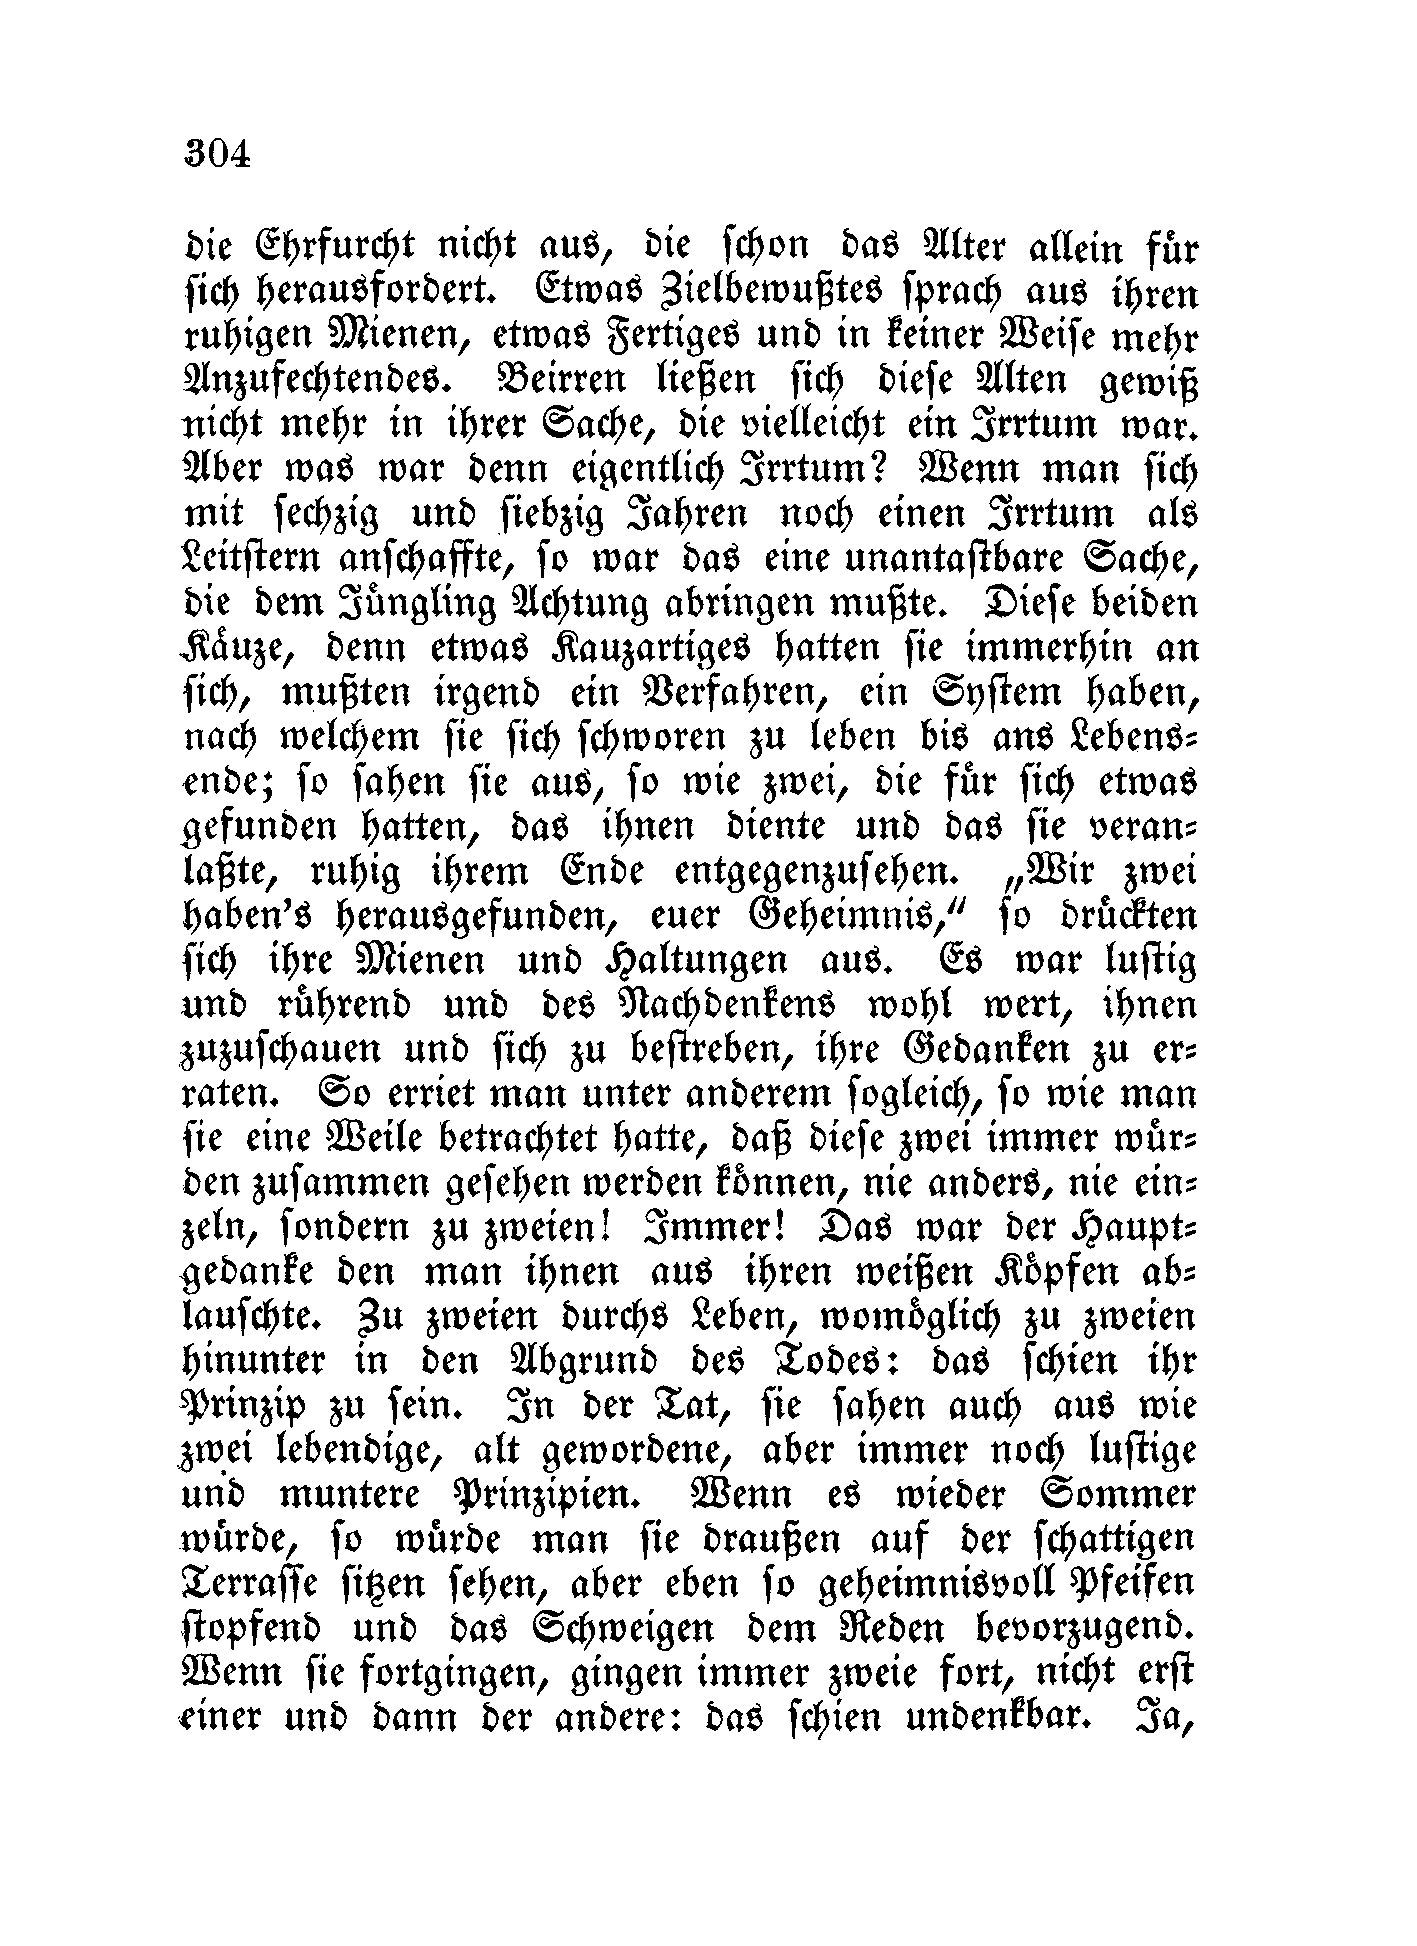 304
die Ehrfurcht nicht aus, die ſchon das Alter allein für
ſich herausfordert. Etwas Zielbewußtes ſprach aus ihren
ruhigen Mienen, etwas Fertiges und in keiner Weiſe mehr
Anzufechtendes. Beirren ließen ſich dieſe Alten gewiß
nicht mehr in ihrer Sache, die vielleicht ein Irrtum war.
Aber was war denn eigentlich Irrtum? Wenn man ſich
mit ſechzig und ſiebzig Jahren noch einen Irrtum als
Leitſtern anſchaffte, ſo war das eine unantaſtbare Sache,
die dem Jüngling Achtung abringen mußte. Dieſe beiden
Käuze, denn etwas Kauzartiges hatten ſie immerhin an
ſich, mußten irgend ein Verfahren, ein Syſtem haben,
nach welchem ſie ſich ſchworen zu leben bis ans Lebens-
ende; ſo ſahen ſie aus, ſo wie zwei, die für ſich etwas
gefunden hatten, das ihnen diente und das ſie veran-
laßte, ruhig ihrem Ende entgegenzuſehen. „Wir zwei
haben's herausgefunden, euer Geheimnis,“ ſo drückten
ſich ihre Mienen und Haltungen aus. Es war luſtig
und rührend und des Nachdenkens wohl wert, ihnen
zuzuſchauen und ſich zu beſtreben, ihre Gedanken zu er-
raten. So erriet man unter anderem ſogleich, ſo wie man
ſie eine Weile betrachtet hatte, daß dieſe zwei immer wür-
den zuſammen geſehen werden können, nie anders, nie ein-
zeln, ſondern zu zweien! Immer! Das war der Haupt-
gedanke den man ihnen aus ihren weißen Köpfen ab-
lauſchte. Zu zweien durchs Leben, womöglich zu zweien
hinunter in den Abgrund des Todes: das ſchien ihr
Prinzip zu ſein. In der Tat, ſie ſahen auch aus wie
zwei lebendige, alt gewordene, aber immer noch luſtige
und muntere Prinzipien. Wenn es wieder Sommer
würde, ſo würde man ſie draußen auf der ſchattigen
Terraſſe ſitzen ſehen, aber eben ſo geheimnisvoll Pfeifen
ſtopfend und das Schweigen dem Reden bevorzugend.
Wenn ſie fortgingen, gingen immer zweie fort, nicht erſt
einer und dann der andere: das ſchien undenkbar. Ja,